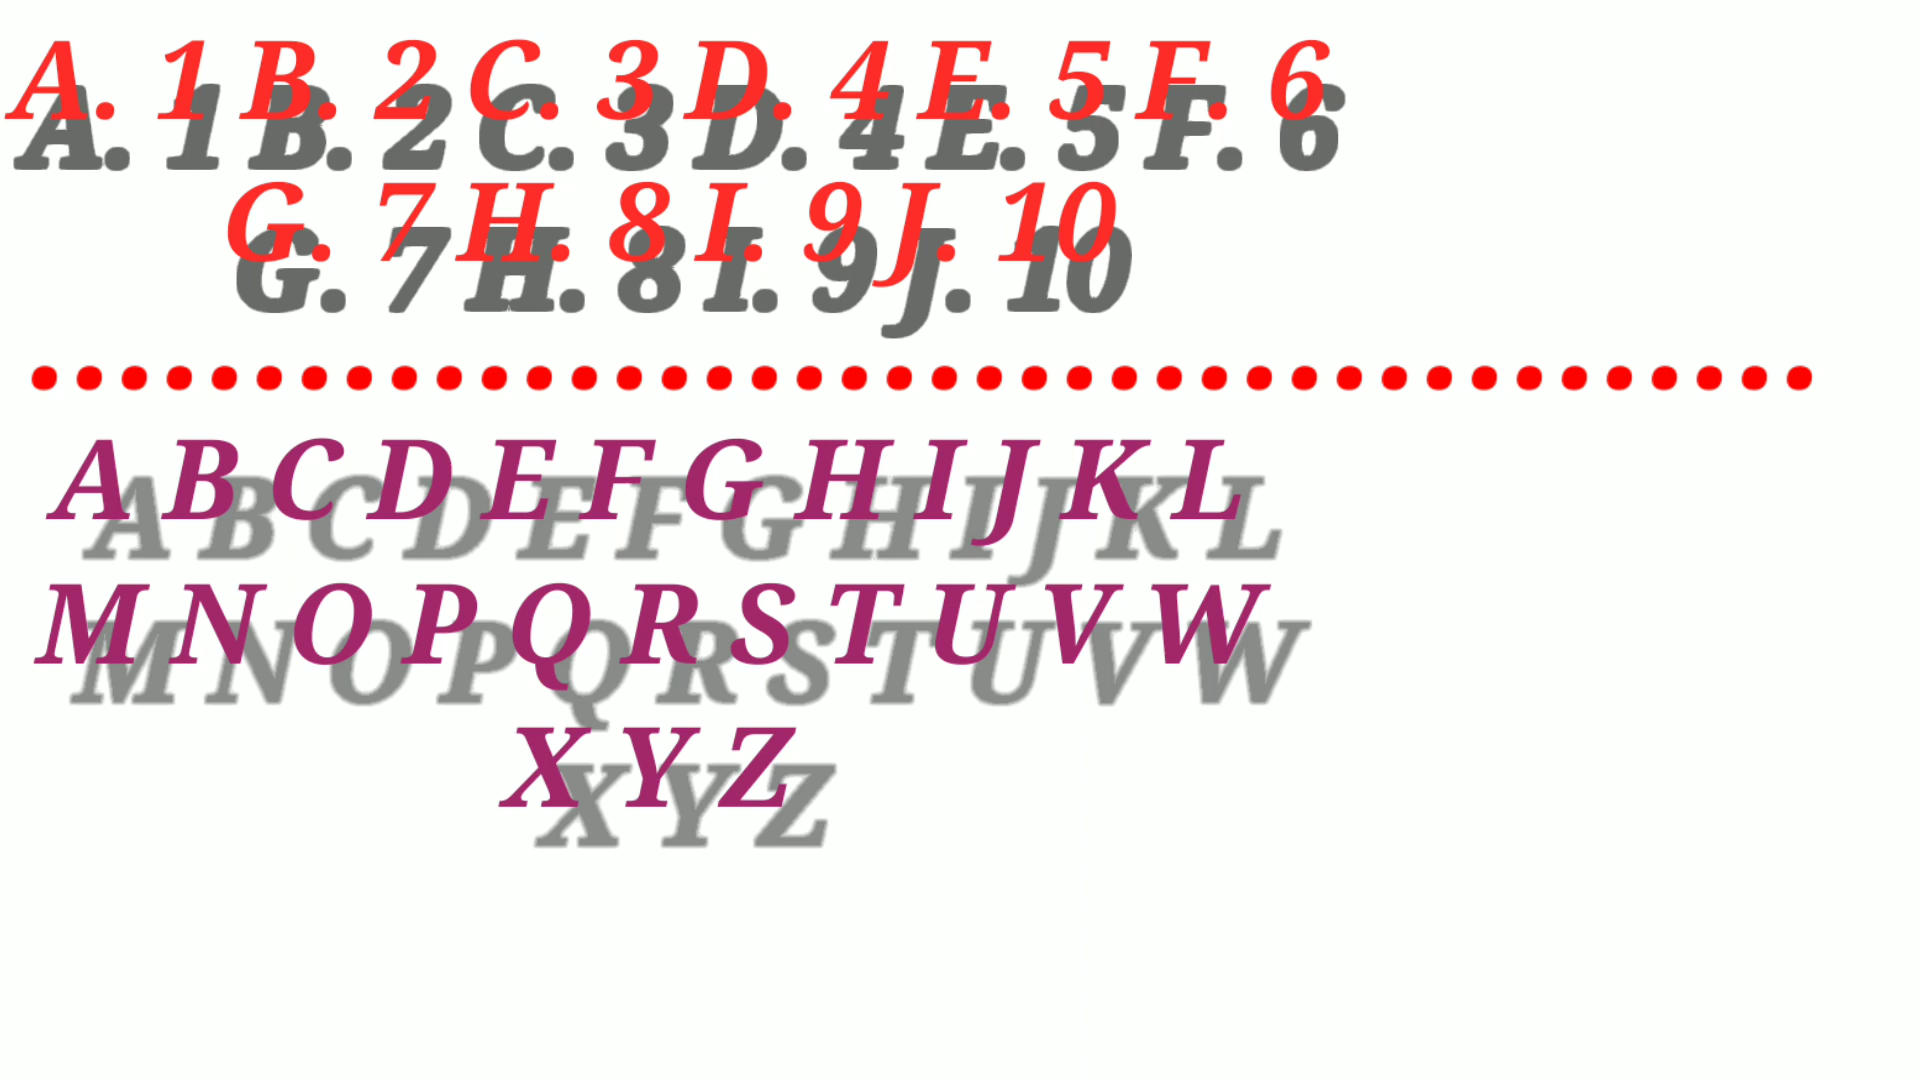 A. 1 B. 2 C. 3 D. 4 E. 5 F. 6
G. 7 H. 8 I. 9 J. 10
A B C D E F G H I J K L
M N O P Q R S T U V W
X Y Z